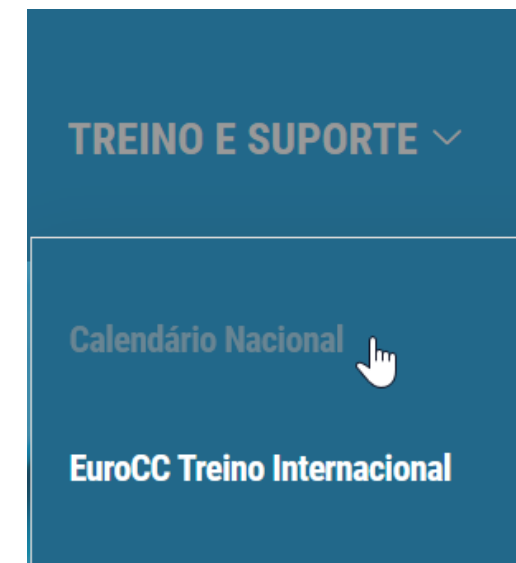 TREINO E SUPORTE
Calendário Nacional
EuroCC Treino Internacional